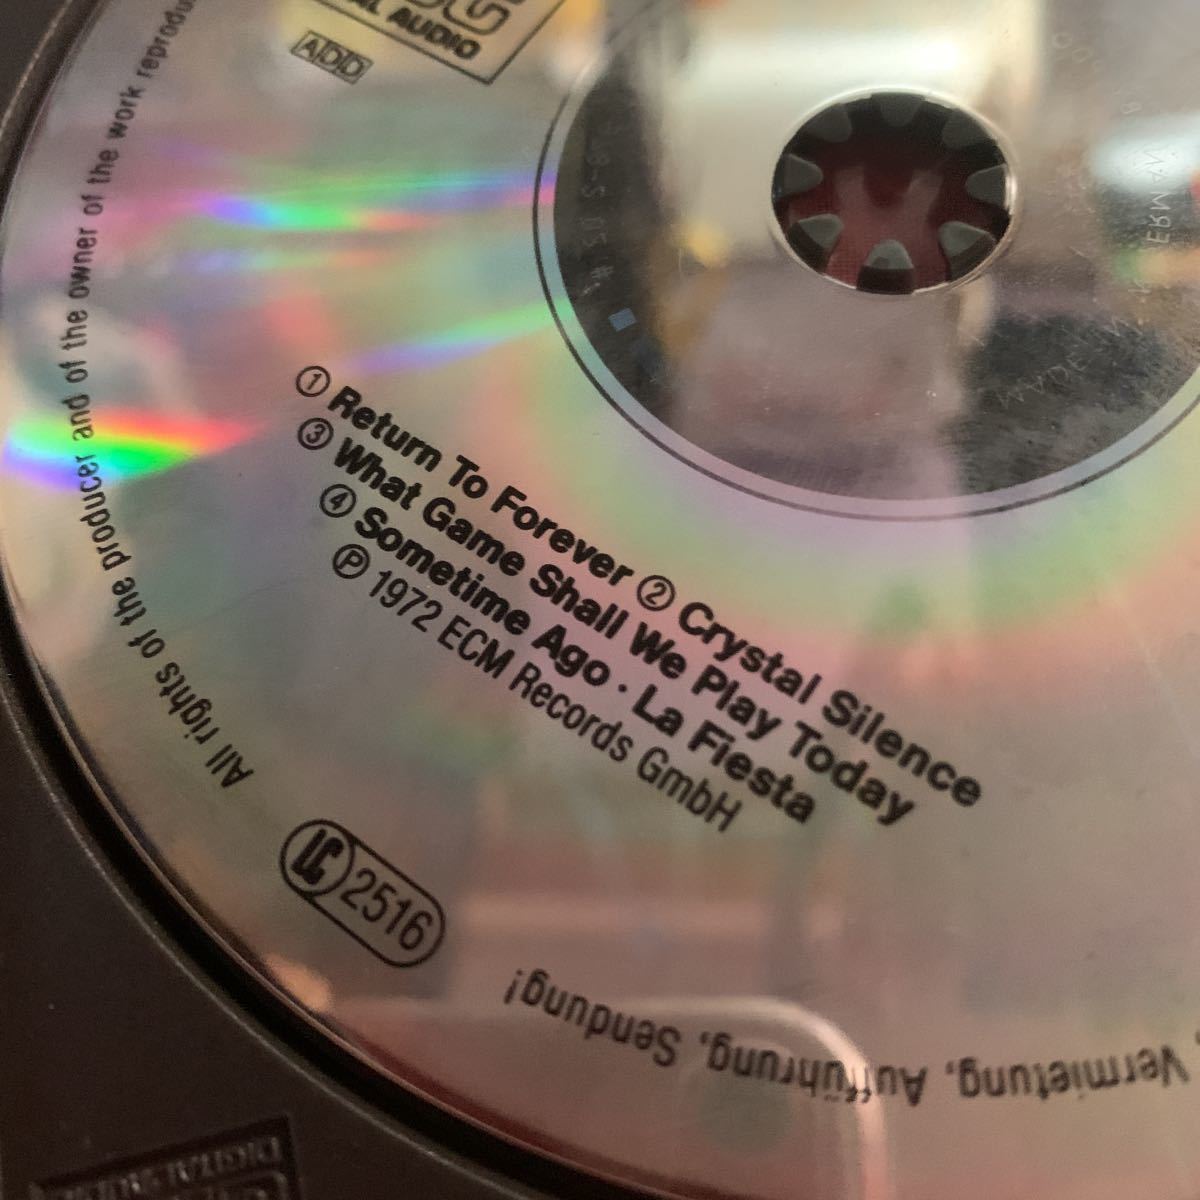 AUDIO
ADD
① Return To Forever ② Crystal Silence
③ What Game Shall We Play Today
④ Sometime Ago · La Fiesta
℗ 1972 ECM Records GmbH
LC 2516
All rights of the producer and of the owner of the work
Vermietung, Aufführung, Sendung!